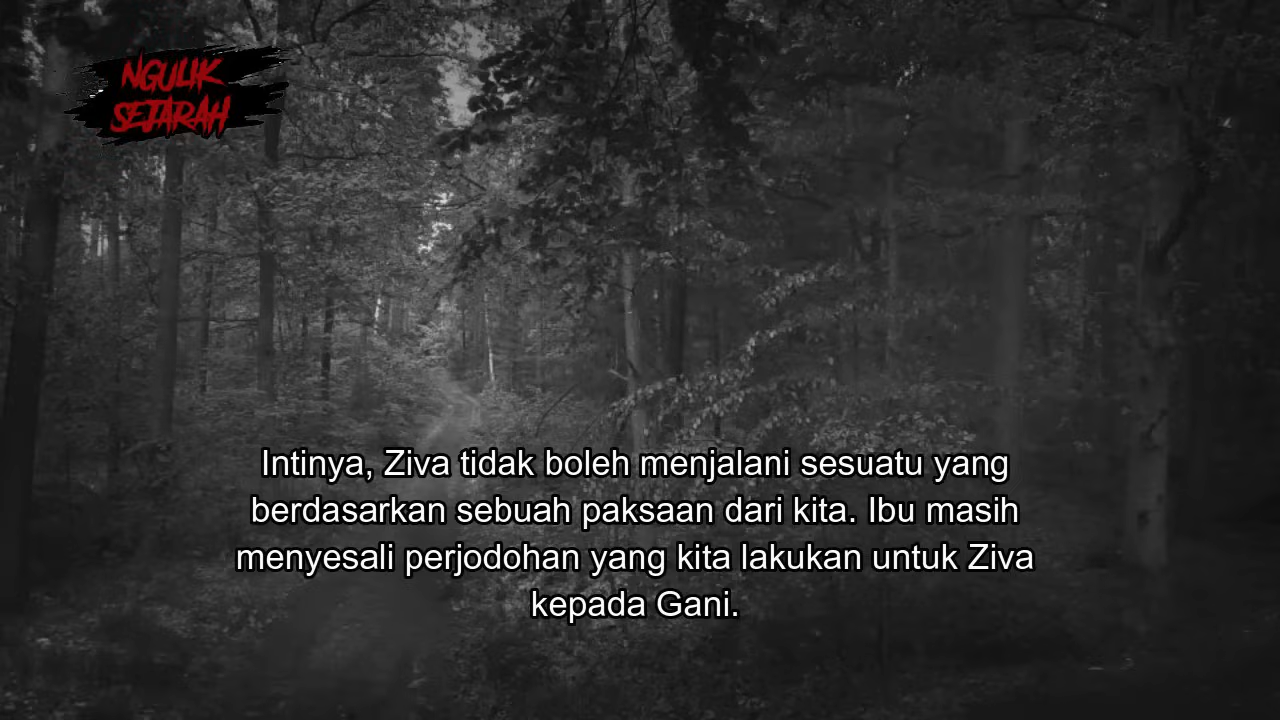 NGULIK
SEJARAH
Intinya, Ziva tidak boleh menjalani sesuatu yang
berdasarkan sebuah paksaan dari kita. Ibu masih
menyesali perjodohan yang kita lakukan untuk Ziva
kepada Gani.